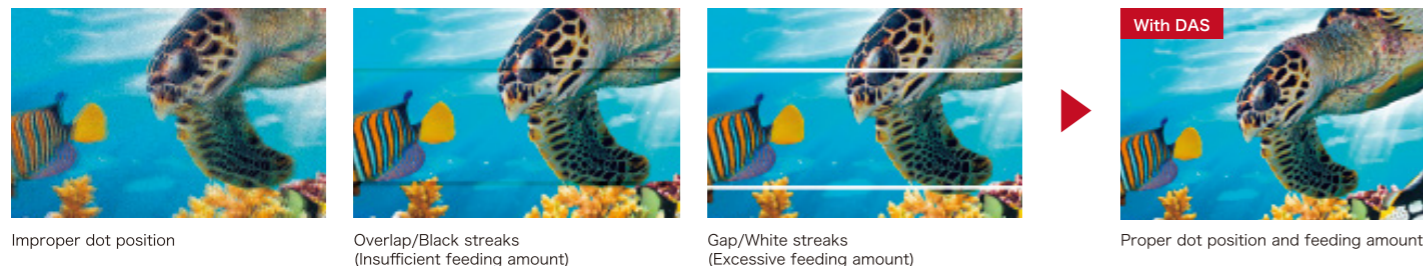 With DAS
Improper dot position
Overlap/Black streaks
(Insufficient feeding amount)
Gap/White streaks
(Excessive feeding amount)
Proper dot position and feeding amount